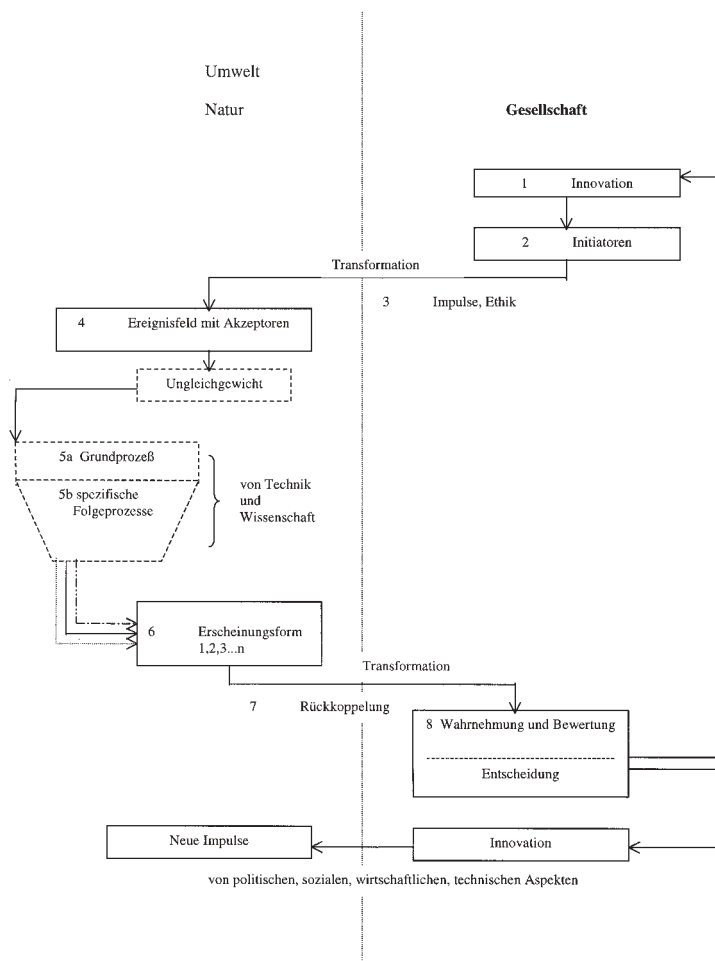 Umwelt
Natur
Gesellschaft
1 Innovation
2 Initiatoren
Transformation
3 Impulse, Ethik
4 Ereignisfeld mit Akzeptoren
Ungleichgewicht
5a Grundprozeß
5b spezifische
Folgeprozesse
von Technik
und
Wissenschaft
6 Erscheinungsform
1,2,3...n
Transformation
7 Rückkoppelung
8 Wahrnehmung und Bewertung
Entscheidung
Neue Impulse
Innovation
von politischen, sozialen, wirtschaftlichen, technischen Aspekten